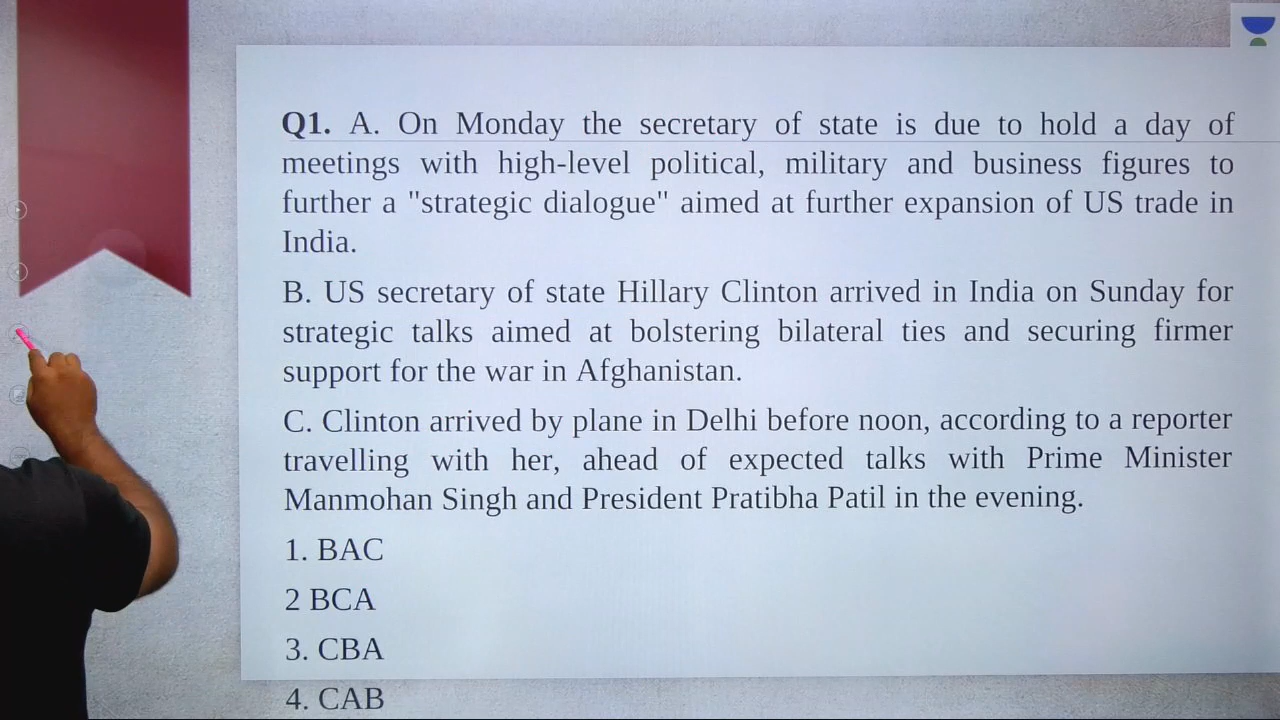 Q1. A. On Monday the secretary of state is due to hold a day of
meetings with high-level political, military and business figures to
further a "strategic dialogue" aimed at further expansion of US trade in
India.
B. US secretary of state Hillary Clinton arrived in India on Sunday for
strategic talks aimed at bolstering bilateral ties and securing firmer
support for the war in Afghanistan.
C. Clinton arrived by plane in Delhi before noon, according to a reporter
travelling with her, ahead of expected talks with Prime Minister
Manmohan Singh and President Pratibha Patil in the evening.
1. BAC
2 BCA
3. CBA
4. CAB